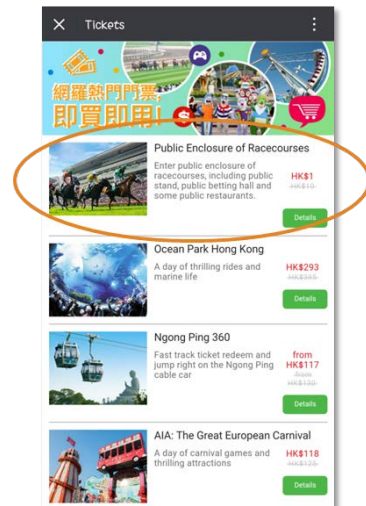 Tickets
網羅熱門門票,
即買即用!
Public Enclosure of Racecourses
Enter public enclosure of
racecourses, including public
stand, public betting hall and
some public restaurants.
HK$1
HK$10
Details
Ocean Park Hong Kong
A day of thrilling rides and
marine life
HK$293
HK$385
Details
Ngong Ping 360
Fast track ticket redeem and
jump right on the Ngong Ping
cable car
from
HK$117
from
HK$130
Details
AIA: The Great European Carnival
A day of carnival games and
thrilling attractions
HK$118
HK$125
Details